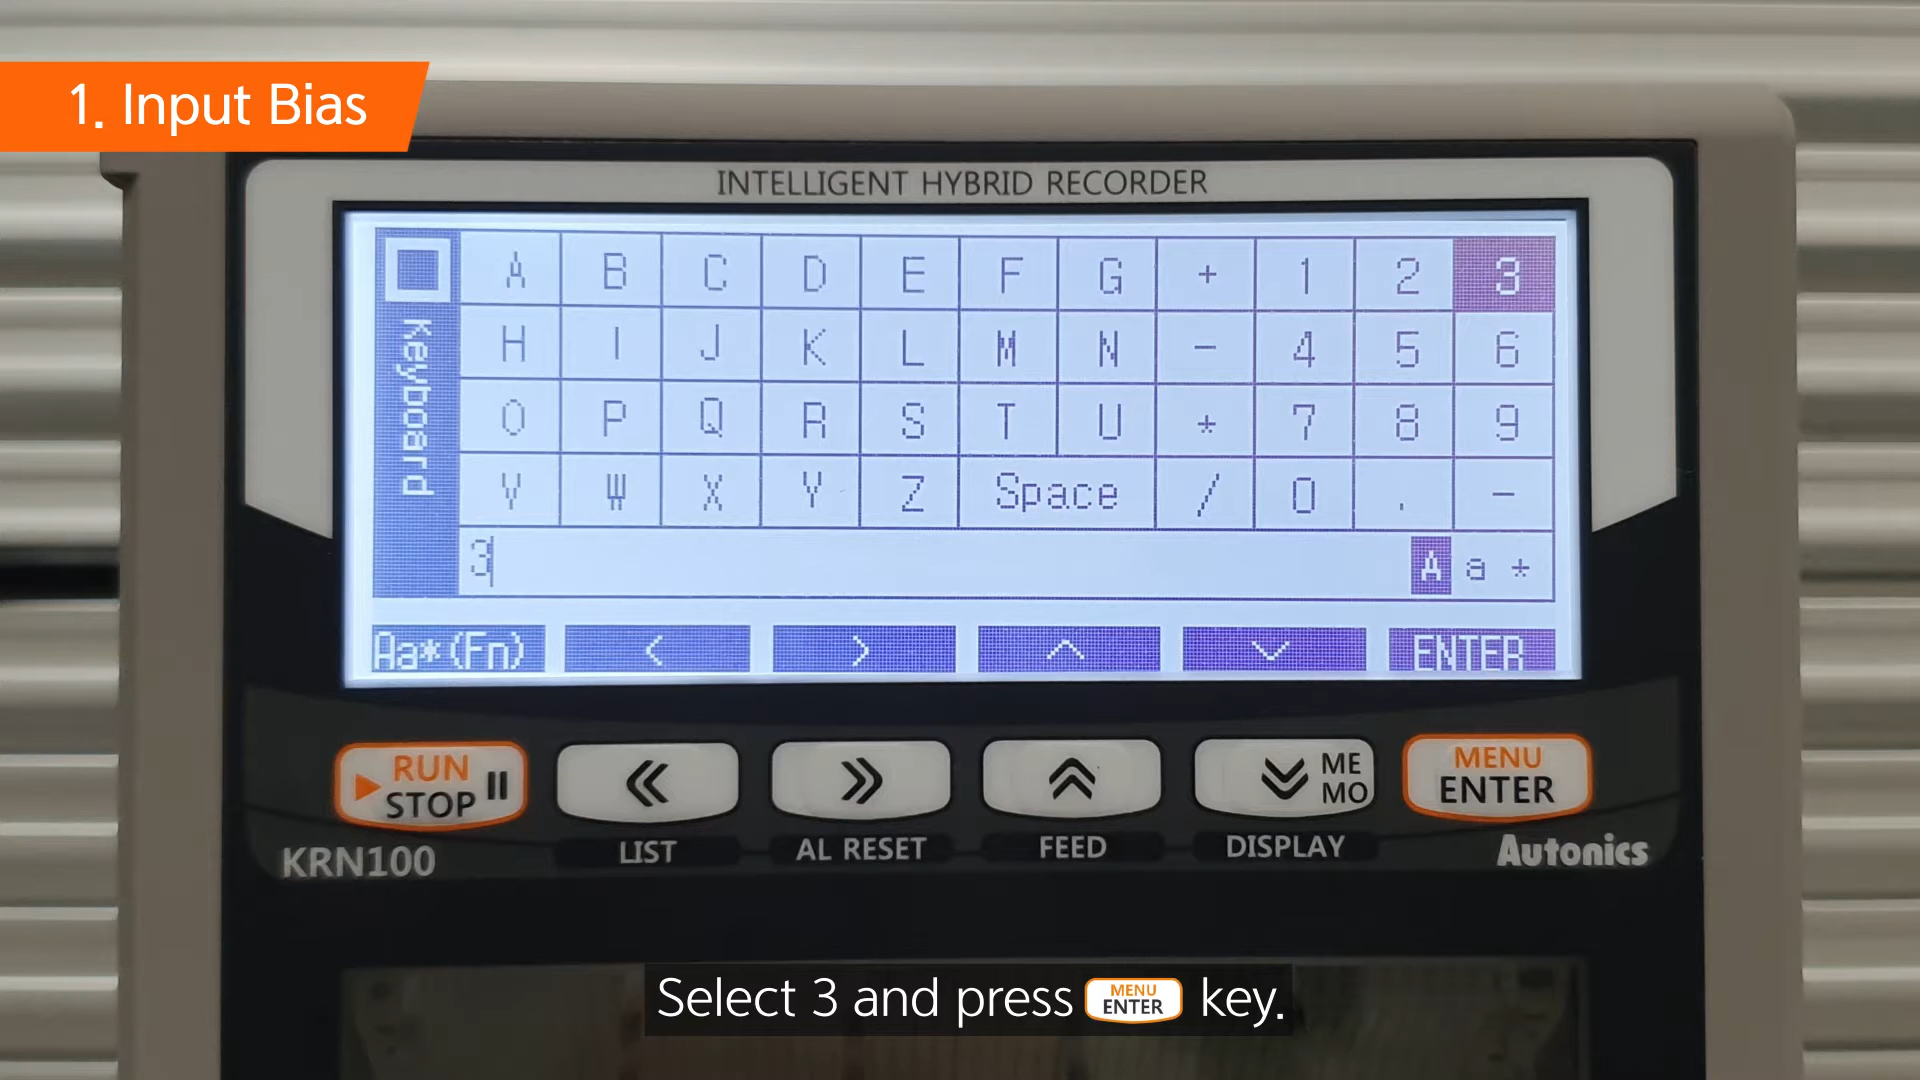 1. Input Bias
INTELLIGENT HYBRID RECORDER
A B C D E F G + 1 2 3
H I J K L M N - 4 5 6
O P Q R S T U * 7 8 9
V W X Y Z Space / 0 . -
Keyboard
3
A a *
Aa*(Fn) < > ^ ˅ ENTER
RUN
STOP
ME
MO
MENU
ENTER
LIST AL RESET FEED DISPLAY
KRN100
Autonics
Select 3 and press MENU ENTER key.